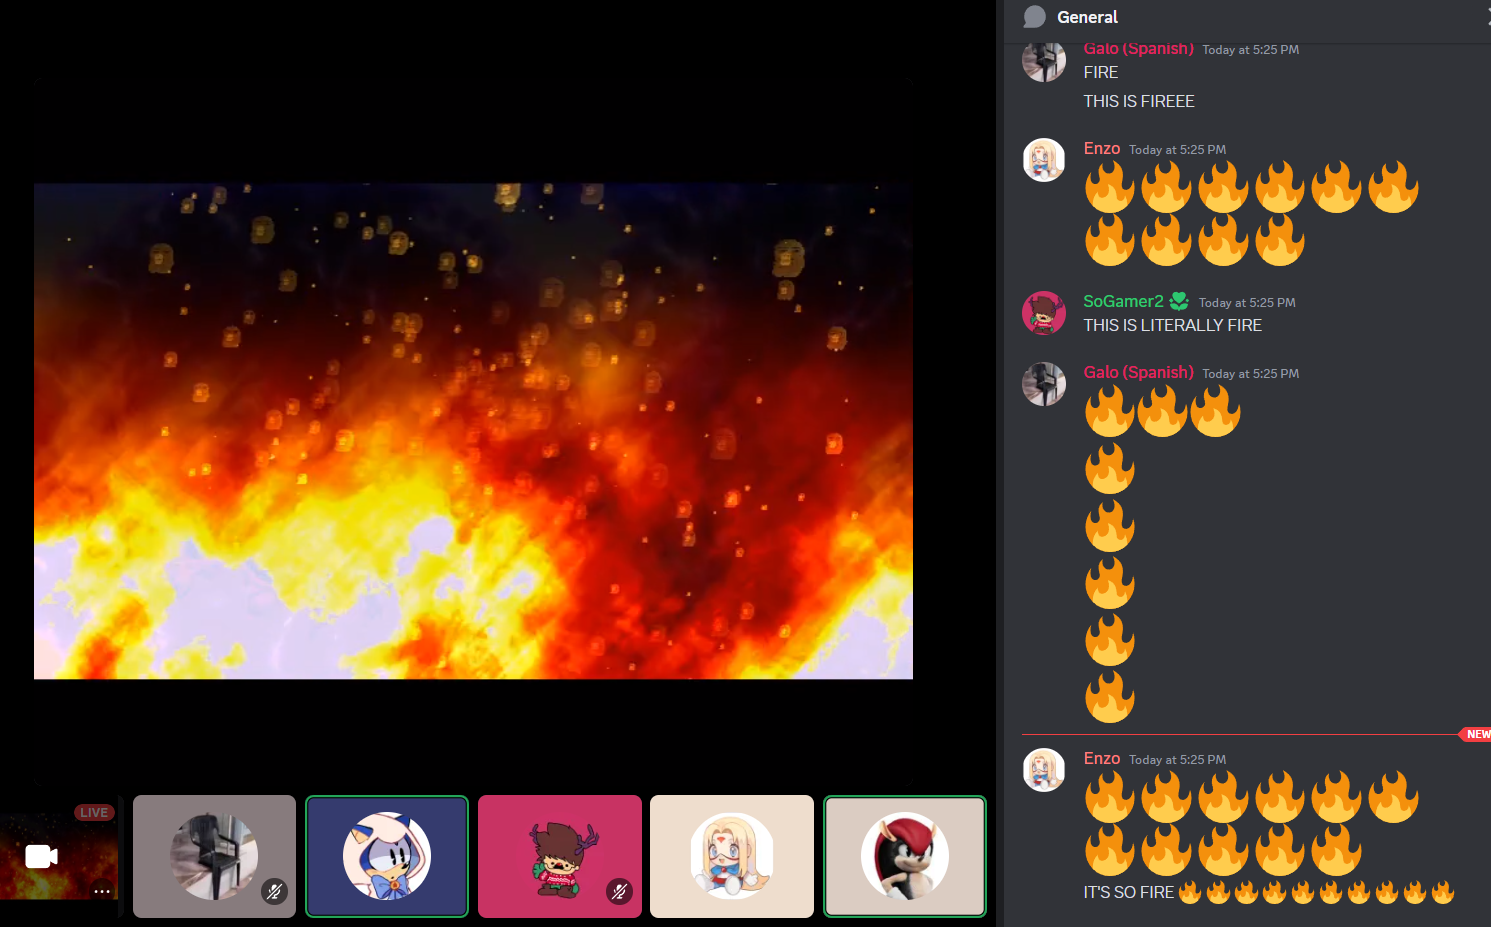 General
Galo (Spanish) Today at 5:25 PM
FIRE
THIS IS FIREEE
Enzo Today at 5:25 PM
🔥🔥🔥🔥🔥🔥
🔥🔥🔥🔥
SoGamer2 Today at 5:25 PM
THIS IS LITERALLY FIRE
Galo (Spanish) Today at 5:25 PM
🔥🔥🔥
🔥
🔥
🔥
🔥
🔥
NEW
Enzo Today at 5:25 PM
🔥🔥🔥🔥🔥🔥
🔥🔥🔥🔥🔥
IT'S SO FIRE 🔥🔥🔥🔥🔥🔥🔥🔥🔥🔥
LIVE